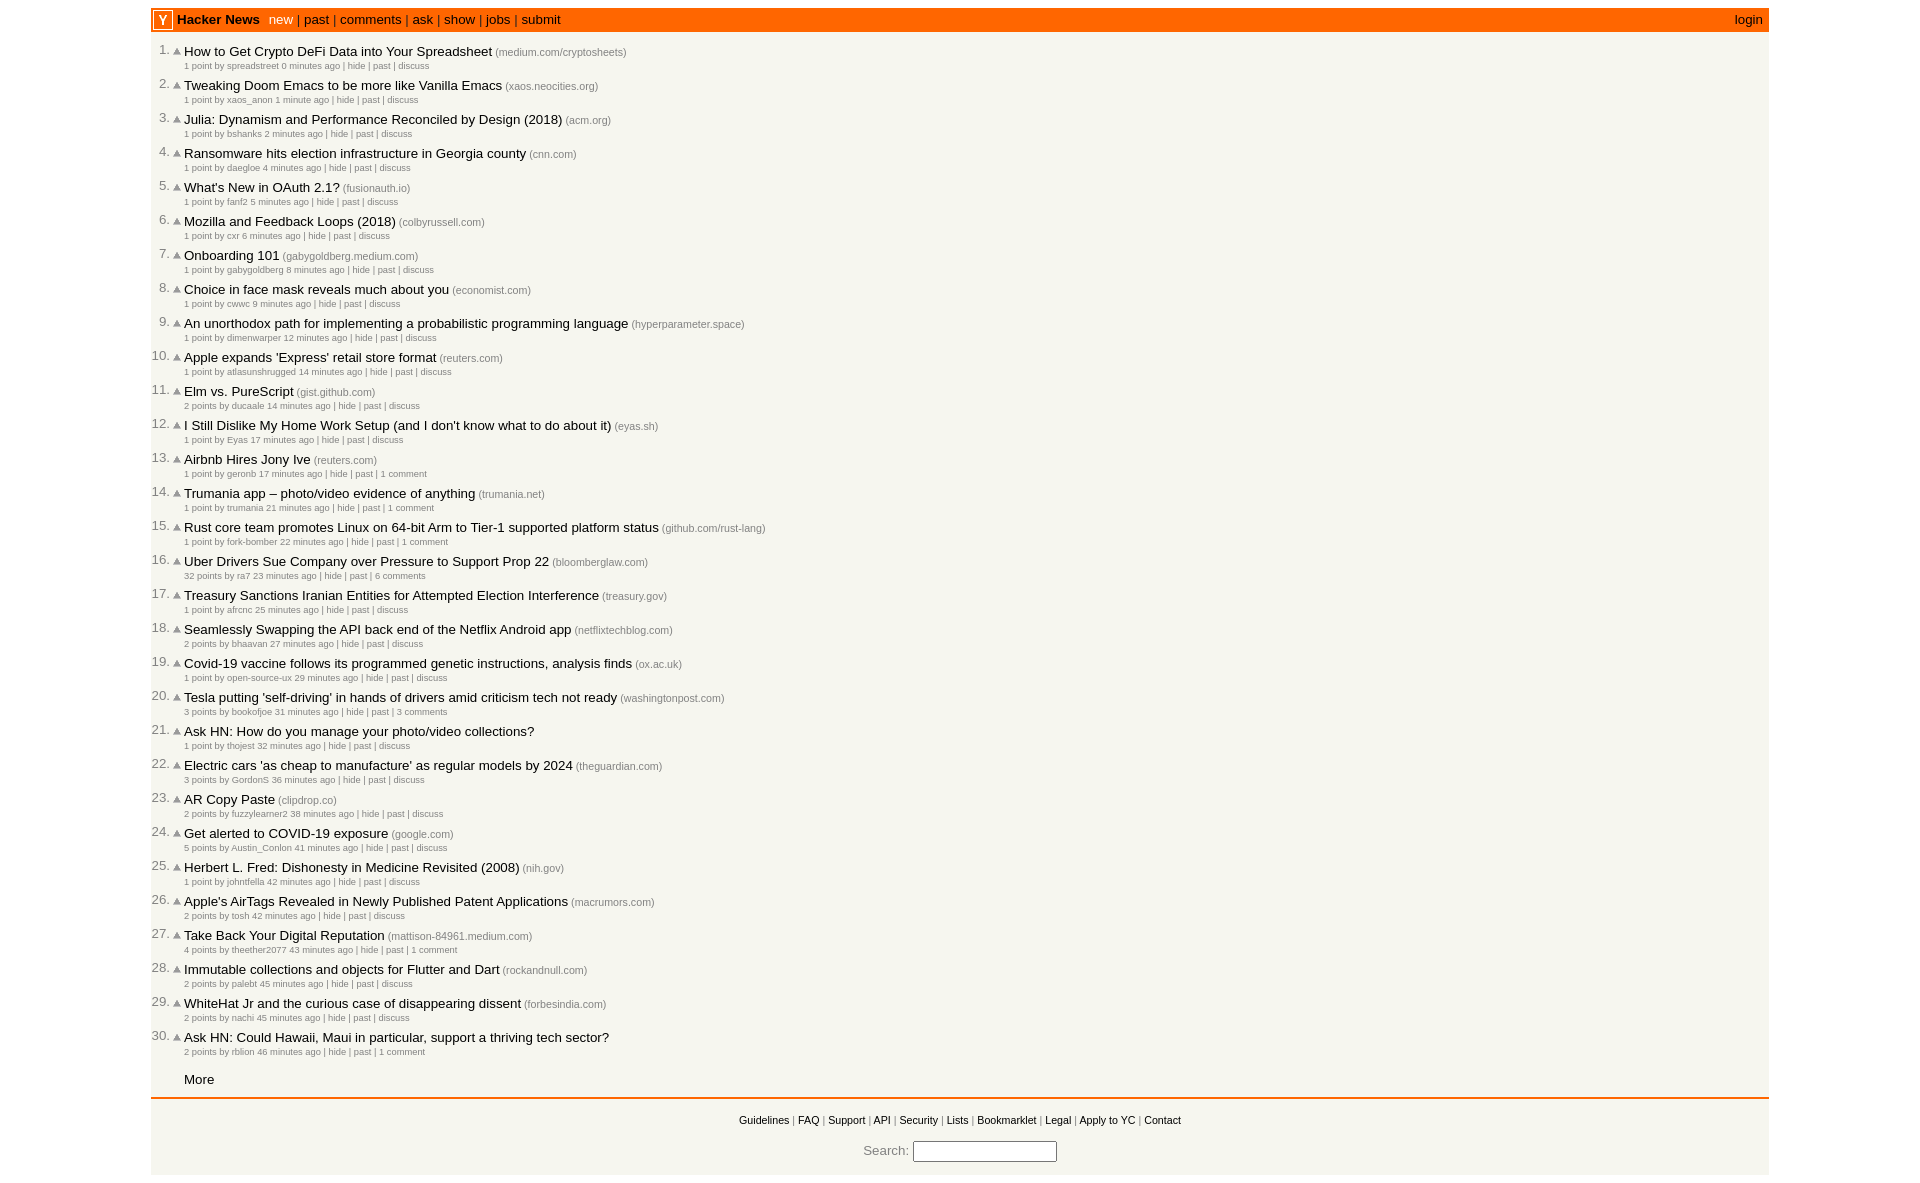 Y Hacker News new | past | comments | ask | show | jobs | submit login
1. How to Get Crypto DeFi Data into Your Spreadsheet (medium.com/cryptosheets)
1 point by spreadstreet 0 minutes ago | hide | past | discuss
2. Tweaking Doom Emacs to be more like Vanilla Emacs (xaos.neocities.org)
1 point by xaos_anon 1 minute ago | hide | past | discuss
3. Julia: Dynamism and Performance Reconciled by Design (2018) (acm.org)
1 point by bshanks 2 minutes ago | hide | past | discuss
4. Ransomware hits election infrastructure in Georgia county (cnn.com)
1 point by daegloe 4 minutes ago | hide | past | discuss
5. What's New in OAuth 2.1? (fusionauth.io)
1 point by fanf2 5 minutes ago | hide | past | discuss
6. Mozilla and Feedback Loops (2018) (colbyrussell.com)
1 point by cxr 6 minutes ago | hide | past | discuss
7. Onboarding 101 (gabygoldberg.medium.com)
1 point by gabygoldberg 8 minutes ago | hide | past | discuss
8. Choice in face mask reveals much about you (economist.com)
1 point by cwwc 9 minutes ago | hide | past | discuss
9. An unorthodox path for implementing a probabilistic programming language (hyperparameter.space)
1 point by dimenwarper 12 minutes ago | hide | past | discuss
10. Apple expands 'Express' retail store format (reuters.com)
1 point by atlasunshrugged 14 minutes ago | hide | past | discuss
11. Elm vs. PureScript (gist.github.com)
2 points by ducaale 14 minutes ago | hide | past | discuss
12. I Still Dislike My Home Work Setup (and I don't know what to do about it) (eyas.sh)
1 point by Eyas 17 minutes ago | hide | past | discuss
13. Airbnb Hires Jony Ive (reuters.com)
1 point by geronb 17 minutes ago | hide | past | 1 comment
14. Trumania app – photo/video evidence of anything (trumania.net)
1 point by trumania 21 minutes ago | hide | past | 1 comment
15. Rust core team promotes Linux on 64-bit Arm to Tier-1 supported platform status (github.com/rust-lang)
1 point by fork-bomber 22 minutes ago | hide | past | 1 comment
16. Uber Drivers Sue Company over Pressure to Support Prop 22 (bloomberglaw.com)
32 points by ra7 23 minutes ago | hide | past | 6 comments
17. Treasury Sanctions Iranian Entities for Attempted Election Interference (treasury.gov)
1 point by afrcnc 25 minutes ago | hide | past | discuss
18. Seamlessly Swapping the API back end of the Netflix Android app (netflixtechblog.com)
2 points by bhaavan 27 minutes ago | hide | past | discuss
19. Covid-19 vaccine follows its programmed genetic instructions, analysis finds (ox.ac.uk)
1 point by open-source-ux 29 minutes ago | hide | past | discuss
20. Tesla putting 'self-driving' in hands of drivers amid criticism tech not ready (washingtonpost.com)
3 points by bookofjoe 31 minutes ago | hide | past | 3 comments
21. Ask HN: How do you manage your photo/video collections?
1 point by thojest 32 minutes ago | hide | past | discuss
22. Electric cars 'as cheap to manufacture' as regular models by 2024 (theguardian.com)
3 points by GordonS 36 minutes ago | hide | past | discuss
23. AR Copy Paste (clipdrop.co)
2 points by fuzzylearner2 38 minutes ago | hide | past | discuss
24. Get alerted to COVID-19 exposure (google.com)
5 points by Austin_Conlon 41 minutes ago | hide | past | discuss
25. Herbert L. Fred: Dishonesty in Medicine Revisited (2008) (nih.gov)
1 point by johntfella 42 minutes ago | hide | past | discuss
26. Apple's AirTags Revealed in Newly Published Patent Applications (macrumors.com)
2 points by tosh 42 minutes ago | hide | past | discuss
27. Take Back Your Digital Reputation (mattison-84961.medium.com)
4 points by theether2077 43 minutes ago | hide | past | 1 comment
28. Immutable collections and objects for Flutter and Dart (rockandnull.com)
2 points by palebt 45 minutes ago | hide | past | discuss
29. WhiteHat Jr and the curious case of disappearing dissent (forbesindia.com)
2 points by nachi 45 minutes ago | hide | past | discuss
30. Ask HN: Could Hawaii, Maui in particular, support a thriving tech sector?
2 points by rblion 46 minutes ago | hide | past | 1 comment
More
Guidelines | FAQ | Support | API | Security | Lists | Bookmarklet | Legal | Apply to YC | Contact
Search: